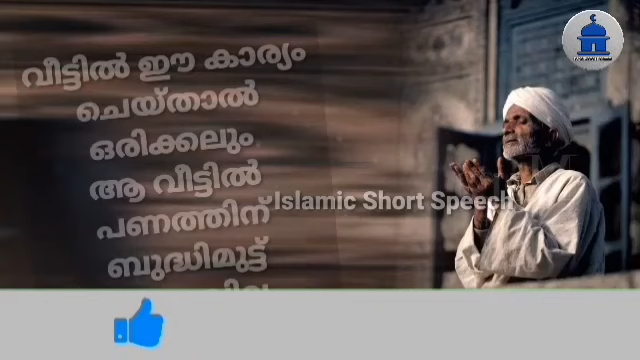 വീട്ടിൽ ഈ കാര്യം
ചെയ്താൽ
ഒരിക്കലും
ആ വീട്ടിൽ
പണത്തിന്
ബുദ്ധിമുട്ട്
Islamic Short Speech